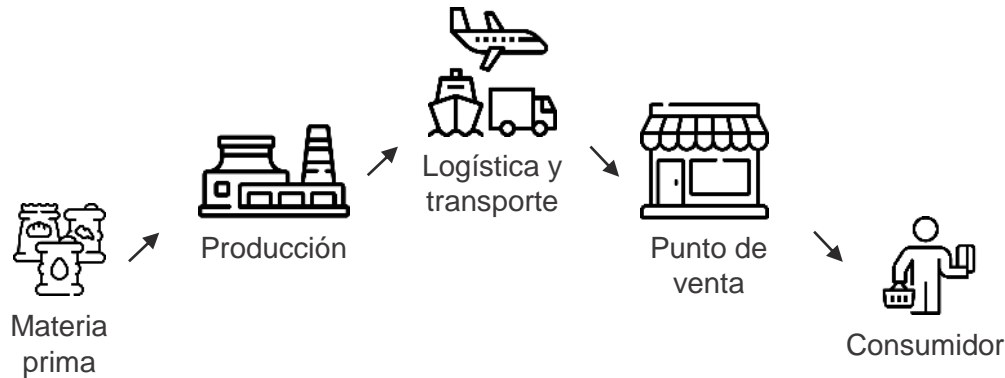 Materia
prima
Producción
Logística y
transporte
Punto de
venta
Consumidor